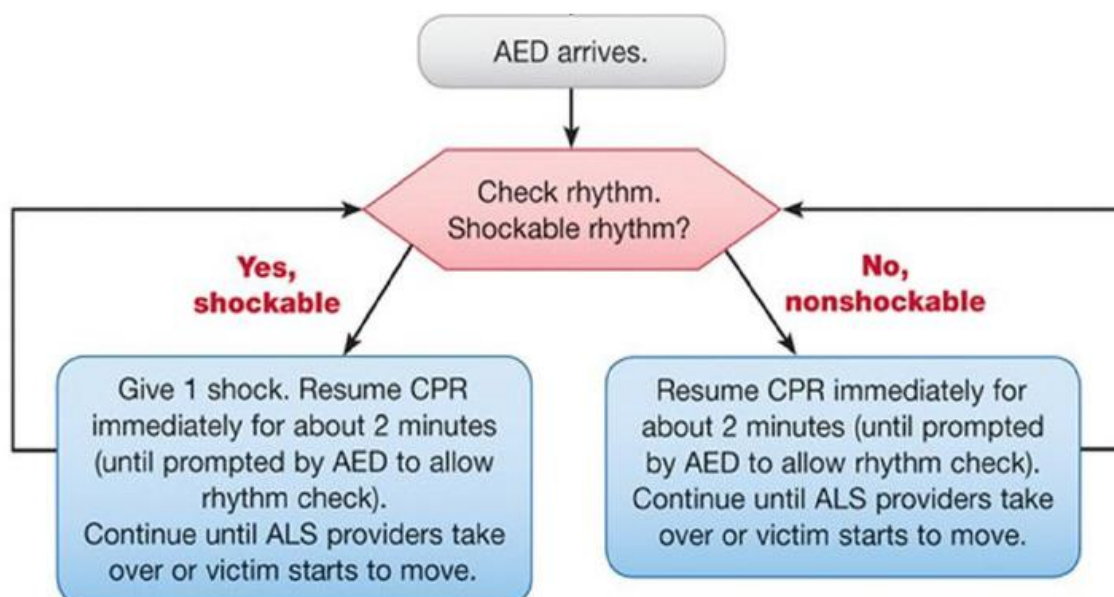 AED arrives.
Check rhythm.
Shockable rhythm?
Yes,
shockable
No,
nonshockable
Give 1 shock. Resume CPR
immediately for about 2 minutes
(until prompted by AED to allow
rhythm check).
Continue until ALS providers take
over or victim starts to move.
Resume CPR immediately for
about 2 minutes (until prompted
by AED to allow rhythm check).
Continue until ALS providers take
over or victim starts to move.